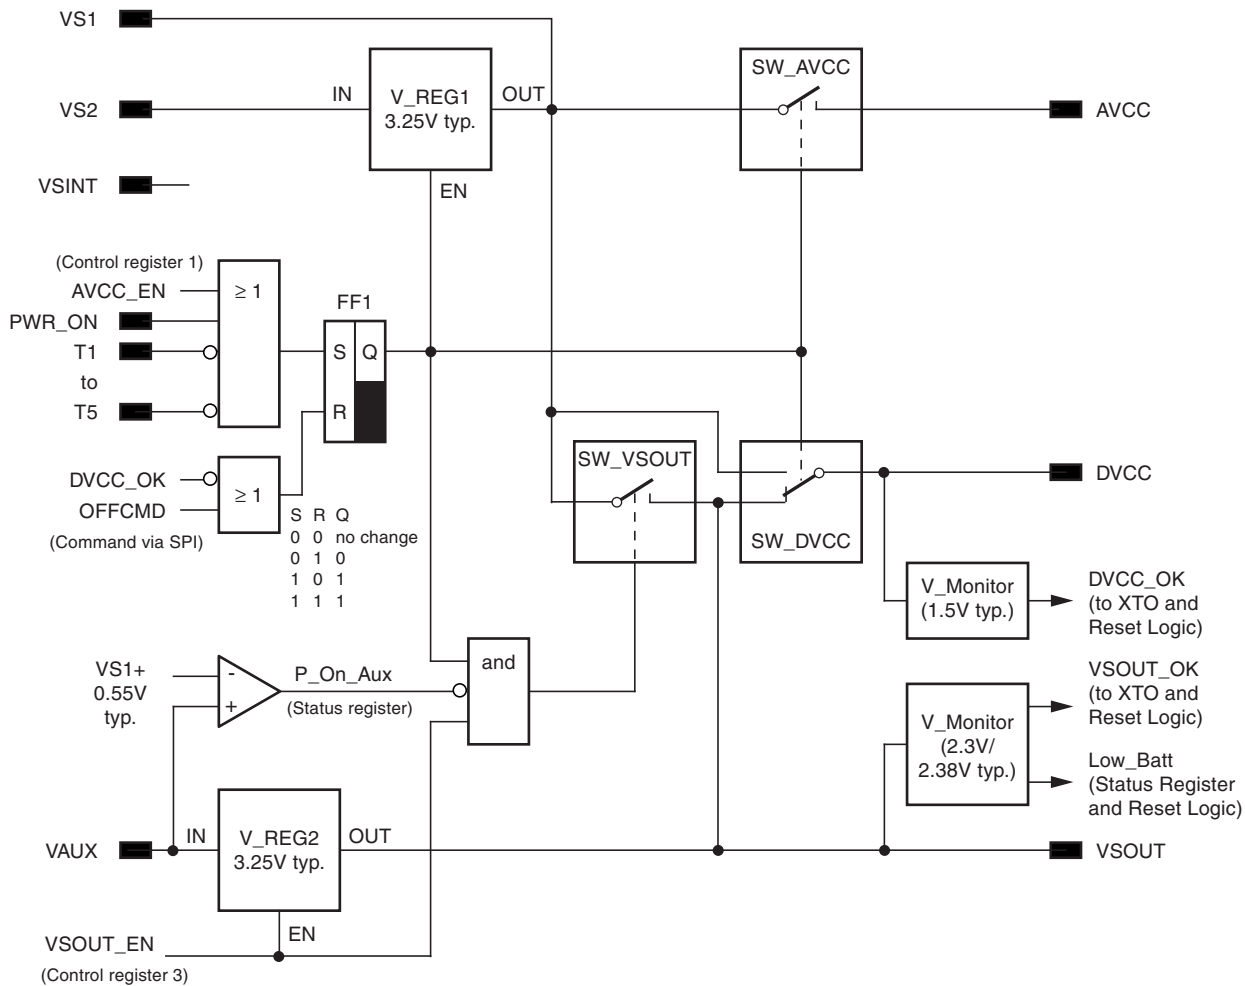 VS1
SW_AVCC
VS2
IN
V_REG1
3.25V typ.
OUT
AVCC
VSINT
EN
(Control register 1)
AVCC_EN
≥ 1
PWR_ON
FF1
T1
S
Q
to
T5
R
SW_VSOUT
DVCC
DVCC_OK
OFFCMD
≥ 1
(Command via SPI)
S R Q
0 0 no change
0 1 0
1 0 1
1 1 1
SW_DVCC
V_Monitor
(1.5V typ.)
DVCC_OK
(to XTO and
Reset Logic)
VS1+
0.55V
typ.
-
+
P_On_Aux
(Status register)
and
VSOUT_OK
(to XTO and
Reset Logic)
V_Monitor
(2.3V/
2.38V typ.)
Low_Batt
(Status Register
and Reset Logic)
VAUX
IN
V_REG2
3.25V typ.
OUT
VSOUT
EN
VSOUT_EN
(Control register 3)